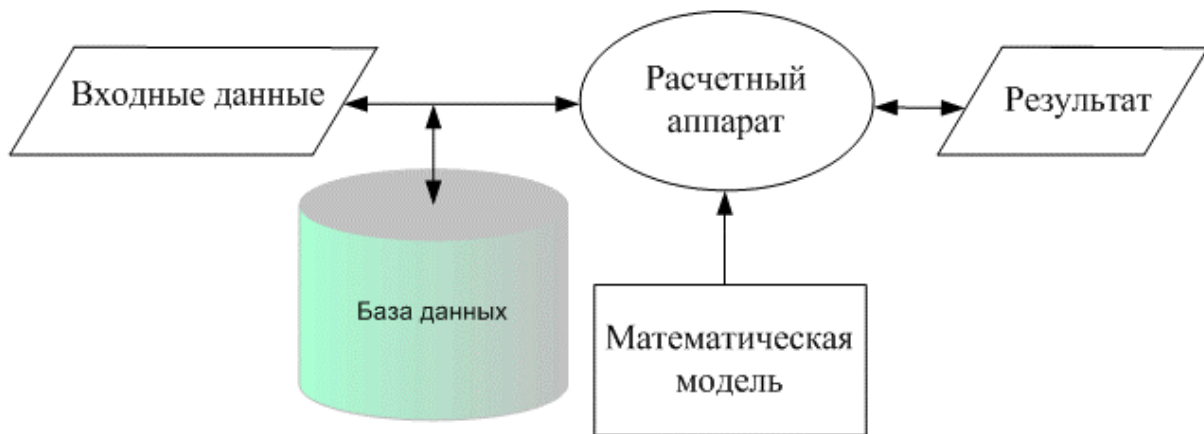 Входные данные
Расчетный
аппарат
Результат
База данных
Математическая
модель